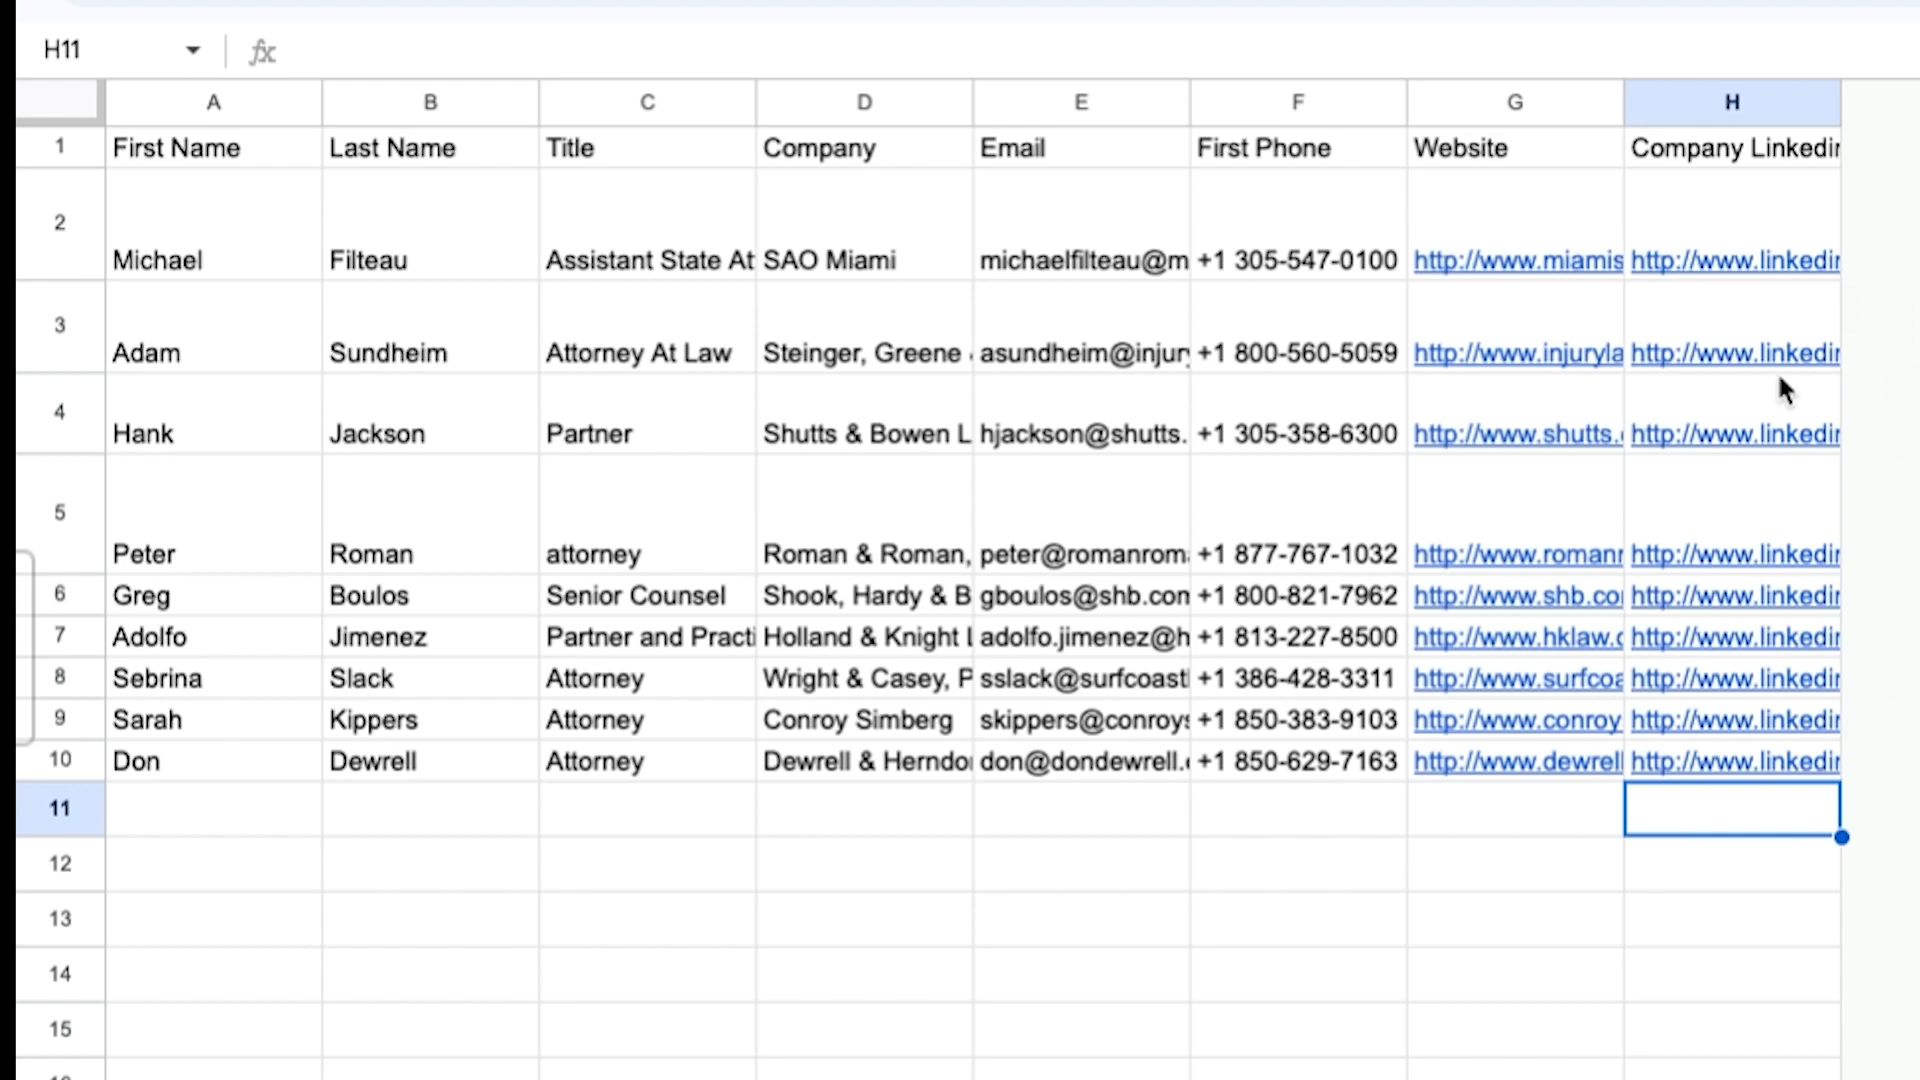 H11 fx
A B C D E F G H
1 First Name Last Name Title Company Email First Phone Website Company Linkedin
2 Michael Filteau Assistant State At SAO Miami michaelfilteau@m +1 305-547-0100 http://www.miamis http://www.linkedin
3 Adam Sundheim Attorney At Law Steinger, Greene asundheim@injury +1 800-560-5059 http://www.injuryla http://www.linkedin
4 Hank Jackson Partner Shutts & Bowen L hjackson@shutts. +1 305-358-6300 http://www.shutts. http://www.linkedin
5 Peter Roman attorney Roman & Roman, peter@romanrom +1 877-767-1032 http://www.romanr http://www.linkedin
6 Greg Boulos Senior Counsel Shook, Hardy & B gboulos@shb.com +1 800-821-7962 http://www.shb.co http://www.linkedin
7 Adolfo Jimenez Partner and Practi Holland & Knight L adolfo.jimenez@h +1 813-227-8500 http://www.hklaw.c http://www.linkedin
8 Sebrina Slack Attorney Wright & Casey, P sslack@surfcoast +1 386-428-3311 http://www.surfcoa http://www.linkedin
9 Sarah Kippers Attorney Conroy Simberg skippers@conroys +1 850-383-9103 http://www.conroy http://www.linkedin
10 Don Dewrell Attorney Dewrell & Herndo don@dondewrell. +1 850-629-7163 http://www.dewrell http://www.linkedin
11
12
13
14
15